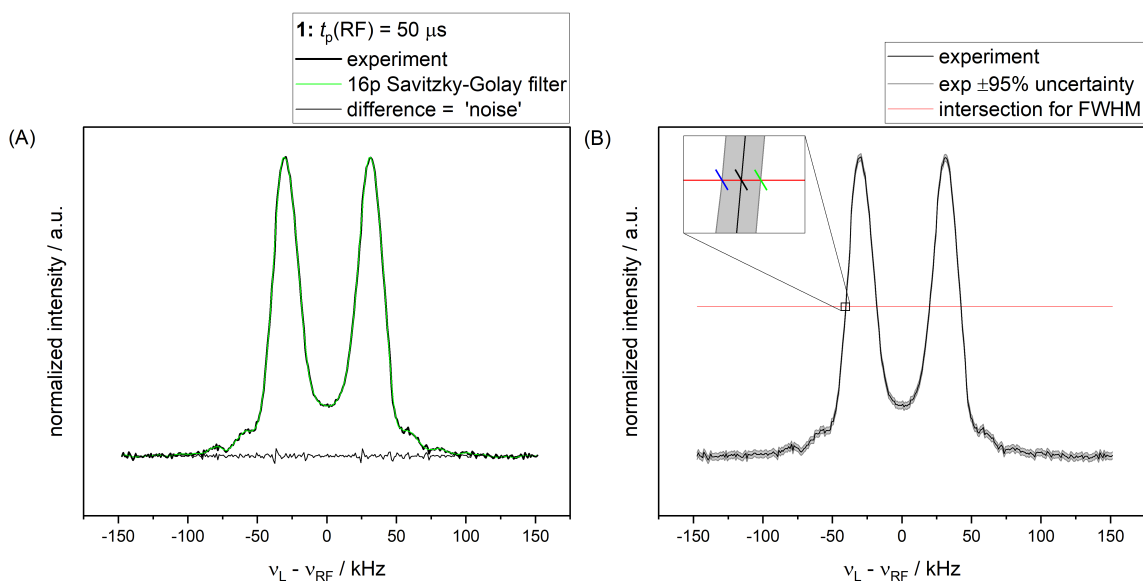 1: tp(RF) = 50 μs
experiment
16p Savitzky-Golay filter
difference = 'noise'
(A)
normalized intensity / a.u.
-150 -100 -50 0 50 100 150
νL - νRF / kHz
experiment
exp ±95% uncertainty
intersection for FWHM
(B)
normalized intensity / a.u.
-150 -100 -50 0 50 100 150
νL - νRF / kHz